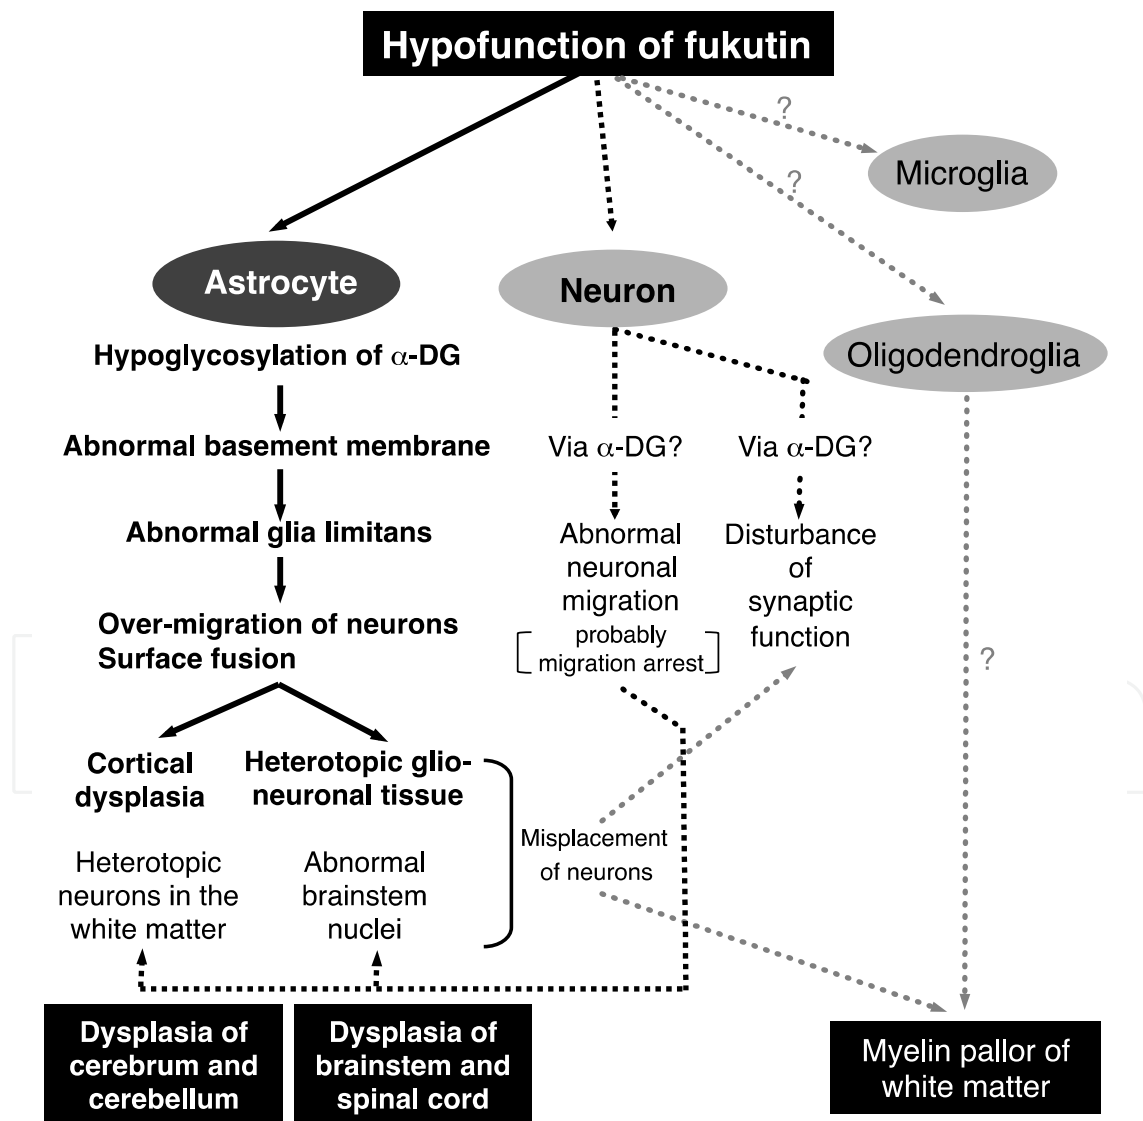 Hypofunction of fukutin
?
Microglia
?
Astrocyte
Neuron
Oligodendroglia
Hypoglycosylation of α-DG
Abnormal basement membrane
Via α-DG?
Via α-DG?
Abnormal glia limitans
Abnormal
neuronal
migration
probably
migration arrest
Disturbance
of
synaptic
function
Over-migration of neurons
Surface fusion
?
Cortical
dysplasia
Heterotopic glio-
neuronal tissue
Misplacement
of neurons
Heterotopic
neurons in the
white matter
Abnormal
brainstem
nuclei
Dysplasia of
cerebrum and
cerebellum
Dysplasia of
brainstem and
spinal cord
Myelin pallor of
white matter